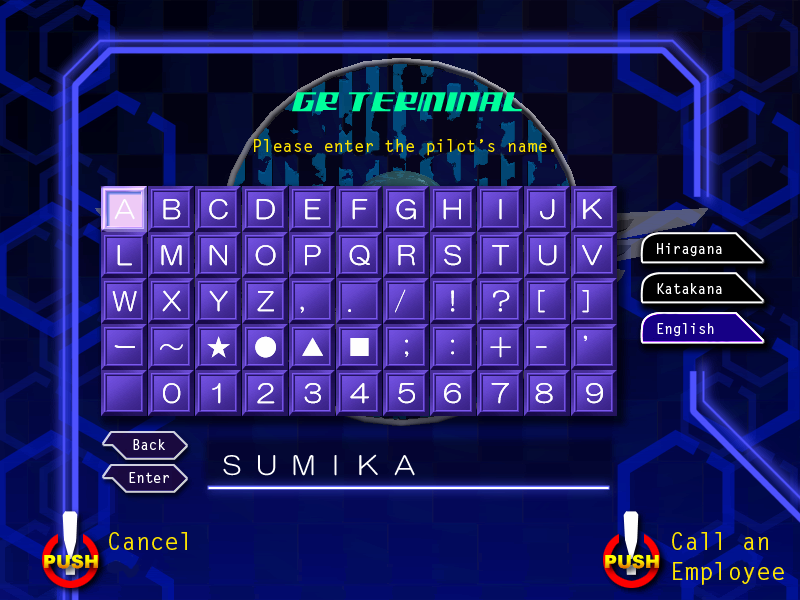 GR TERMINAL
Please enter the pilot's name.
A B C D E F G H I J K
L M N O P Q R S T U V
W X Y Z , . / ! ? [ ]
ー ～ ★ ● ▲ ■ ; : + - '
0 1 2 3 4 5 6 7 8 9
Hiragana
Katakana
English
Back
Enter
SUMIKA
PUSH
Cancel
PUSH
Call an
Employee